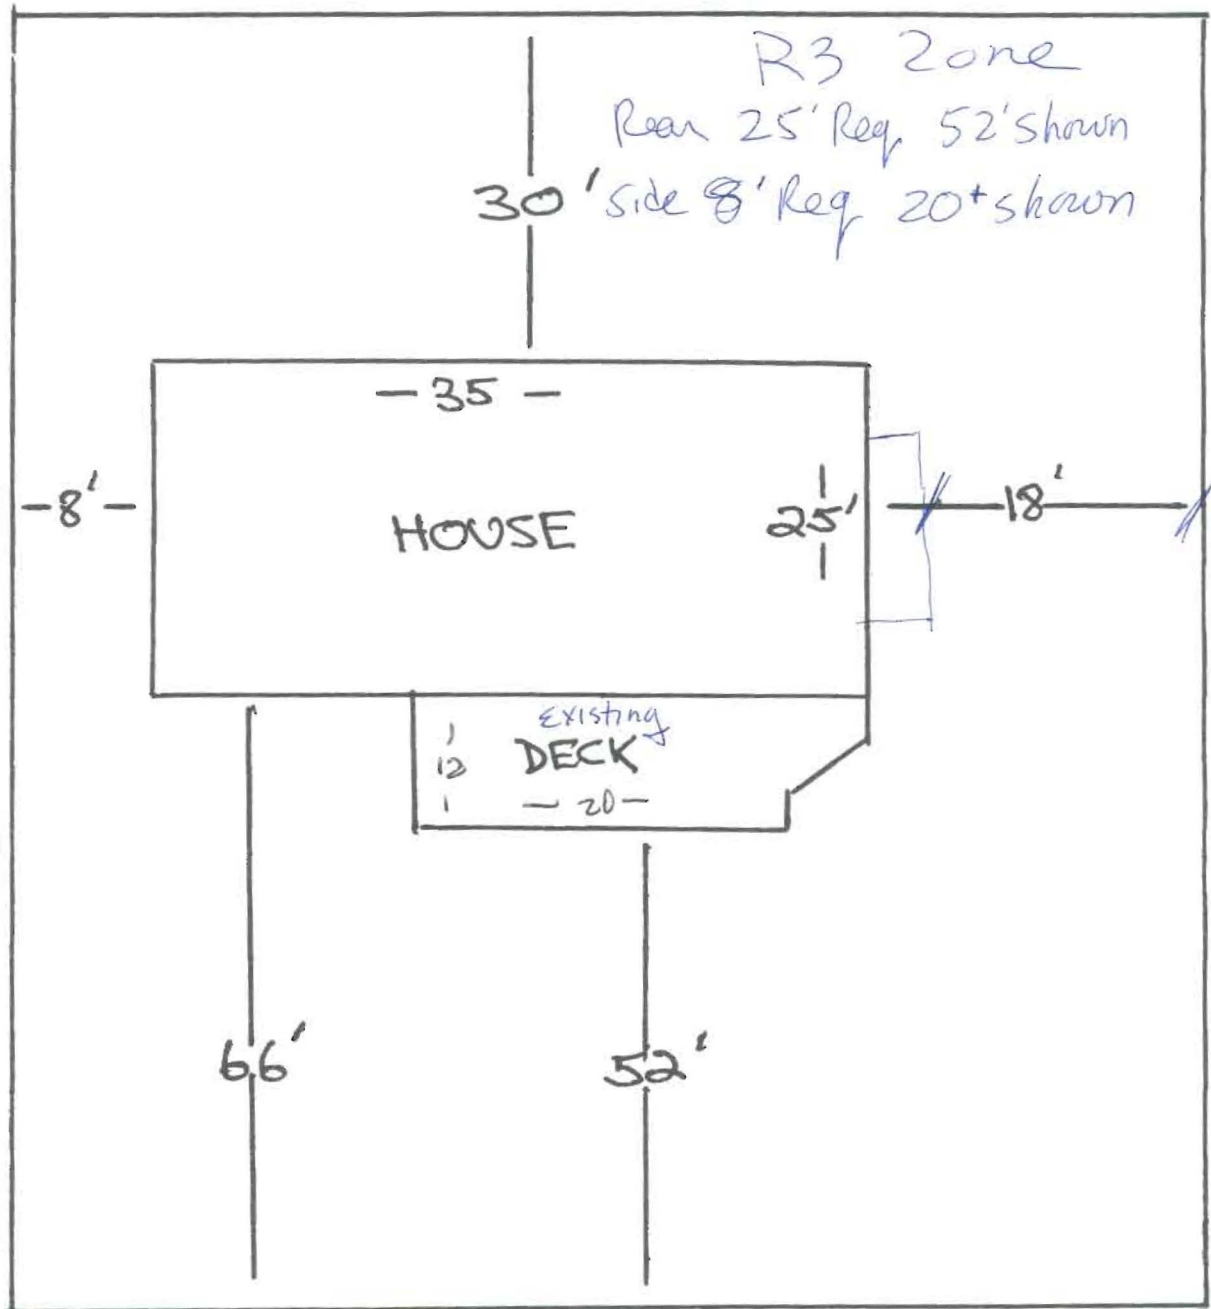 R3 Zone
Rear 25' Req. 52' shown
30' side 8' Req 20+ shown
-35-
-8'-
HOUSE
25'
18'
Existing
12
DECK
-20-
66'
52'